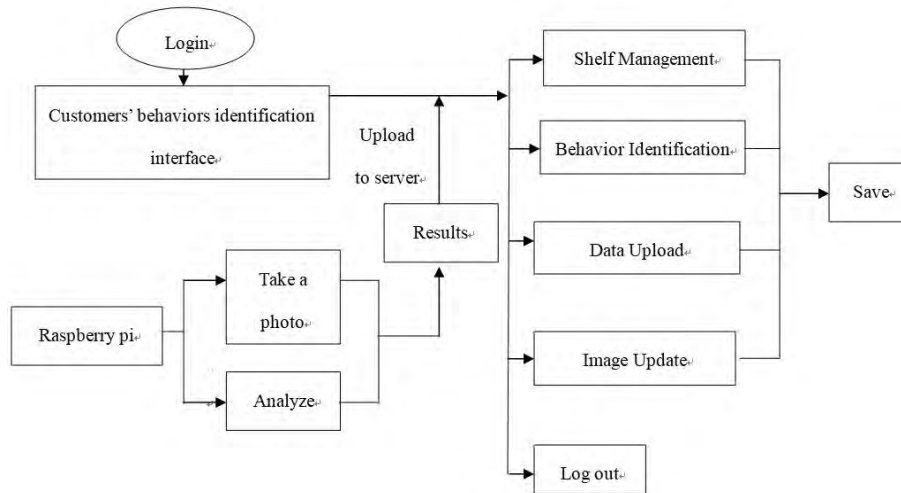 Login
Customers' behaviors identification
interface
Upload
to server
Results
Take a
photo
Raspberry pi
Analyze
Shelf Management
Behavior Identification
Data Upload
Image Update
Log out
Save